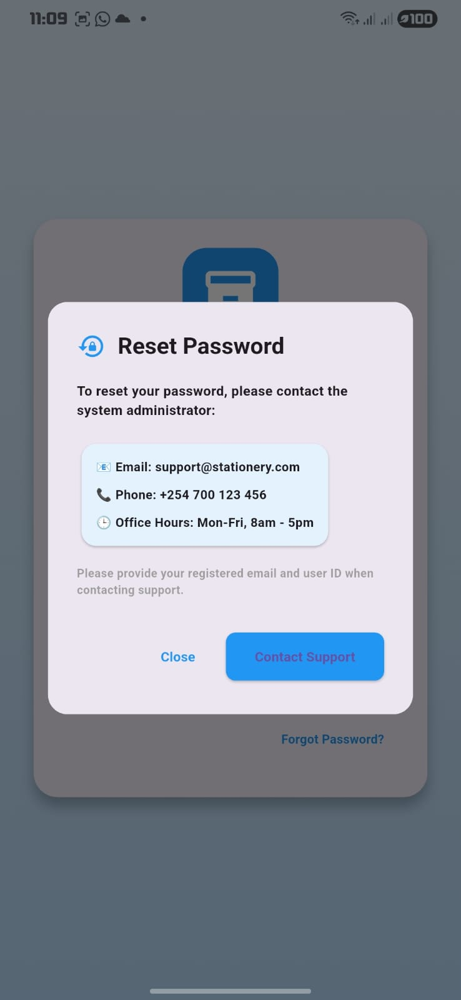 11:09
100
Reset Password
To reset your password, please contact the
system administrator:
📧 Email: support@stationery.com
📞 Phone: +254 700 123 456
🕒 Office Hours: Mon-Fri, 8am - 5pm
Please provide your registered email and user ID when
contacting support.
Close
Contact Support
Forgot Password?